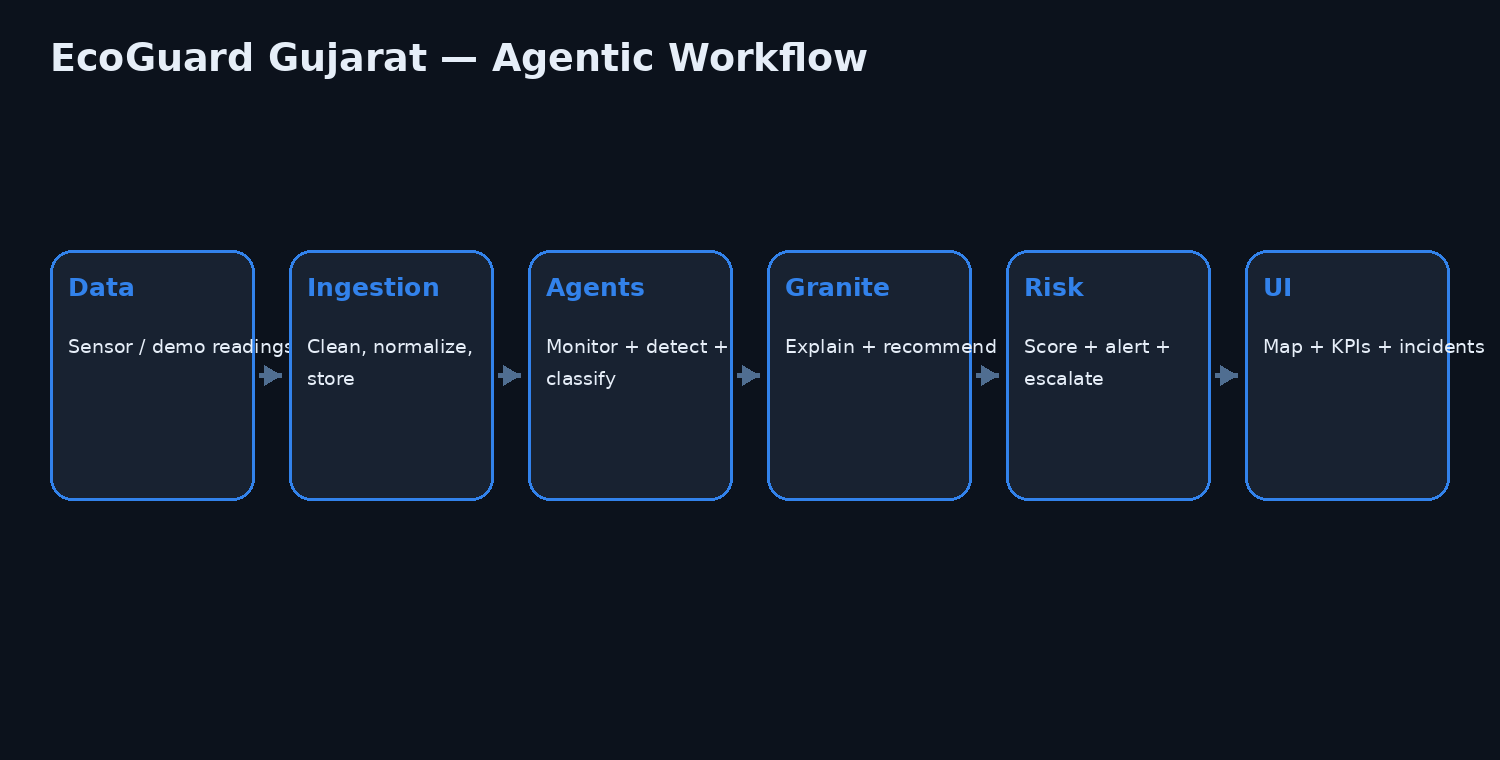 EcoGuard Gujarat — Agentic Workflow
Data
Sensor / demo readings
Ingestion
Clean, normalize,
store
Agents
Monitor + detect +
classify
Granite
Explain + recommend
Risk
Score + alert +
escalate
UI
Map + KPIs + incidents